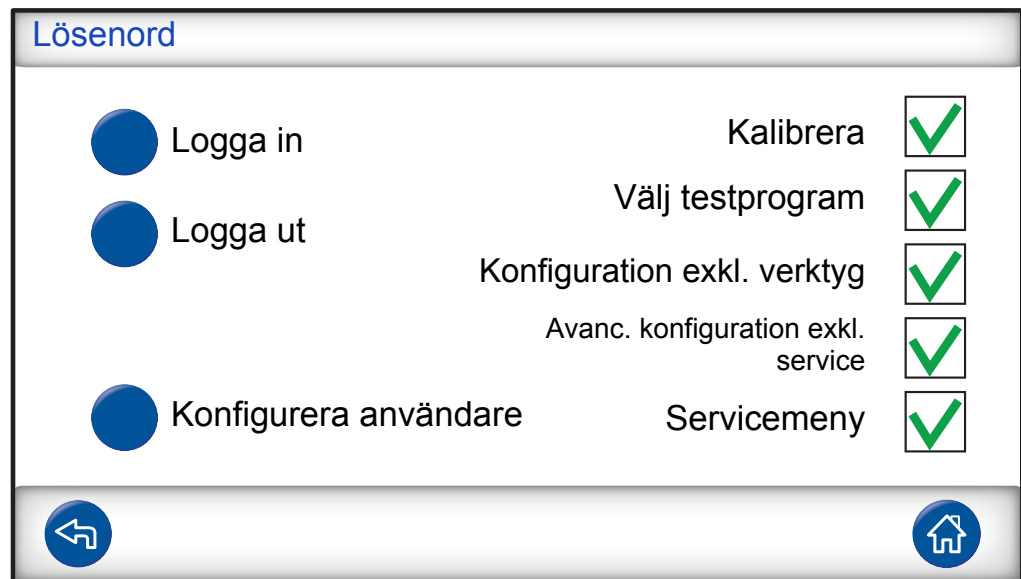 Lösenord
Logga in
Kalibrera
Välj testprogram
Logga ut
Konfiguration exkl. verktyg
Avanc. konfiguration exkl.
service
Konfigurera användare
Servicemeny